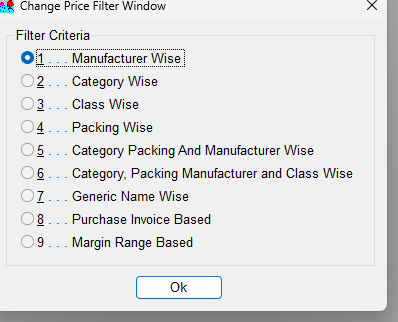 Change Price Filter Window
Filter Criteria
1 . . . Manufacturer Wise
2 . . . Category Wise
3 . . . Class Wise
4 . . . Packing Wise
5 . . . Category Packing And Manufacturer Wise
6 . . . Category, Packing Manufacturer and Class Wise
7 . . . Generic Name Wise
8 . . . Purchase Invoice Based
9 . . . Margin Range Based
Ok